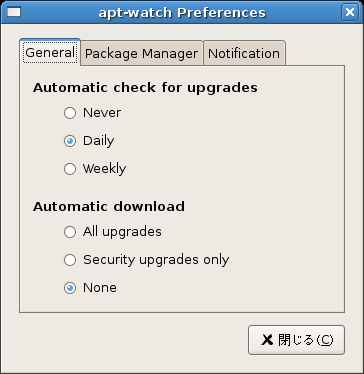 apt-watch Preferences
General Package Manager Notification
Automatic check for upgrades
Never
Daily
Weekly
Automatic download
All upgrades
Security upgrades only
None
閉じる(C)